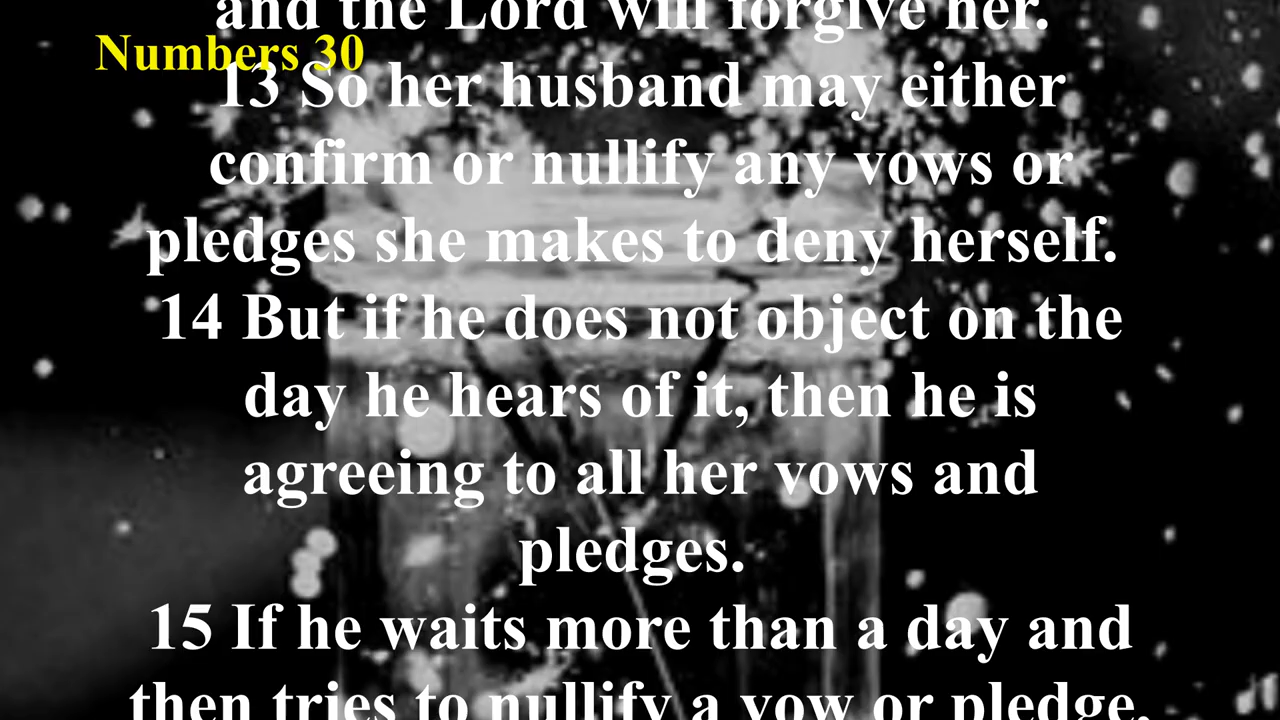 and the Lord will forgive her.
Numbers 30
13 So her husband may either
confirm or nullify any vows or
pledges she makes to deny herself.
14 But if he does not object on the
day he hears of it, then he is
agreeing to all her vows and
pledges.
15 If he waits more than a day and
then tries to nullify a vow or pledge,